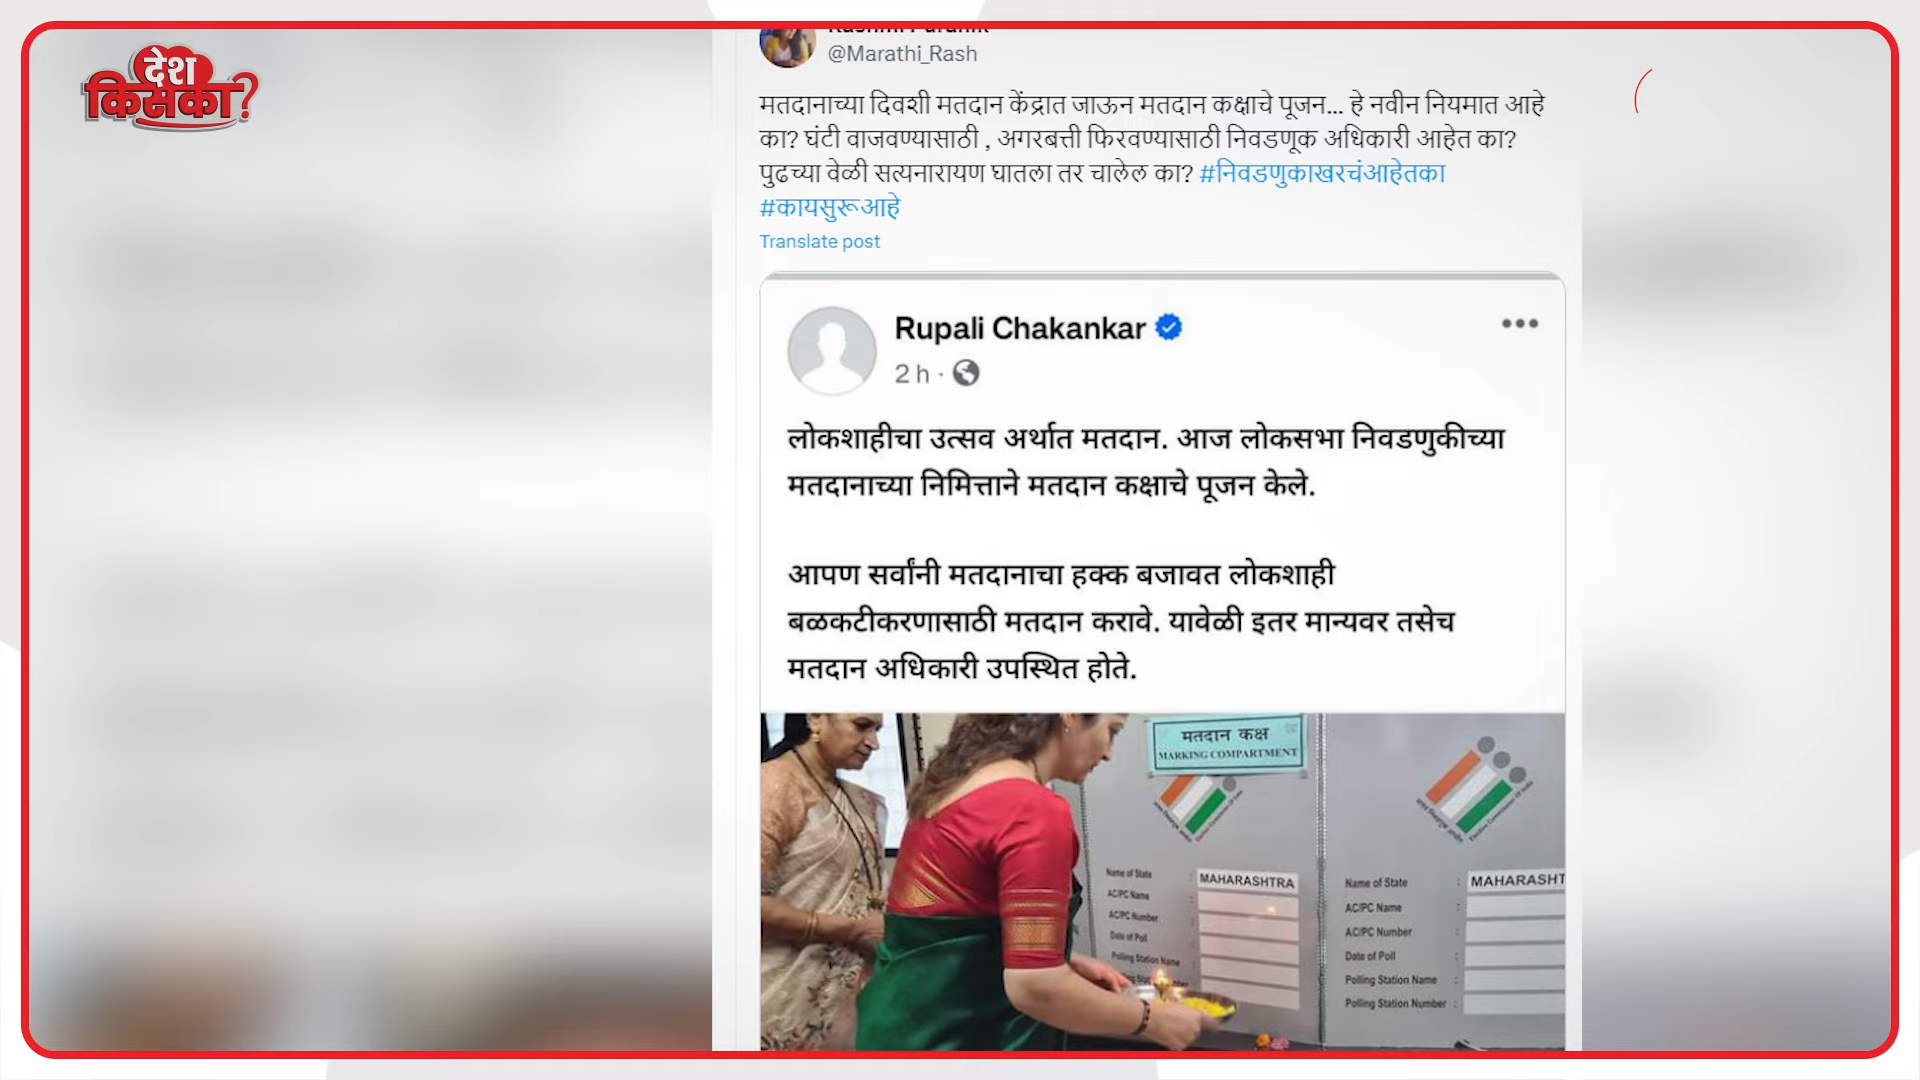 देश
किसका?
@Marathi_Rash
मतदानाच्या दिवशी मतदान केंद्रात जाऊन मतदान कक्षाचे पूजन... हे नवीन नियमात आहे
का? घंटी वाजवण्यासाठी , अगरबत्ती फिरवण्यासाठी निवडणूक अधिकारी आहेत का?
पुढच्या वेळी सत्यनारायण घातला तर चालेल का? #निवडणुकाखरचंआहेतका
#कायसुरूआहे
Translate post
Rupali Chakankar
2 h ·
लोकशाहीचा उत्सव अर्थात मतदान. आज लोकसभा निवडणुकीच्या
मतदानाच्या निमित्ताने मतदान कक्षाचे पूजन केले.
आपण सर्वांनी मतदानाचा हक्क बजावत लोकशाही
बळकटीकरणासाठी मतदान करावे. यावेळी इतर मान्यवर तसेच
मतदान अधिकारी उपस्थित होते.
मतदान कक्ष
MARKING COMPARTMENT
Name of State : MAHARASHTRA
AC/PC Name
AC/PC Number
Date of Poll
Polling Station Name
Name of State : MAHARASHT
AC/PC Name :
AC/PC Number :
Date of Poll :
Polling Station Name :
Polling Station Number :